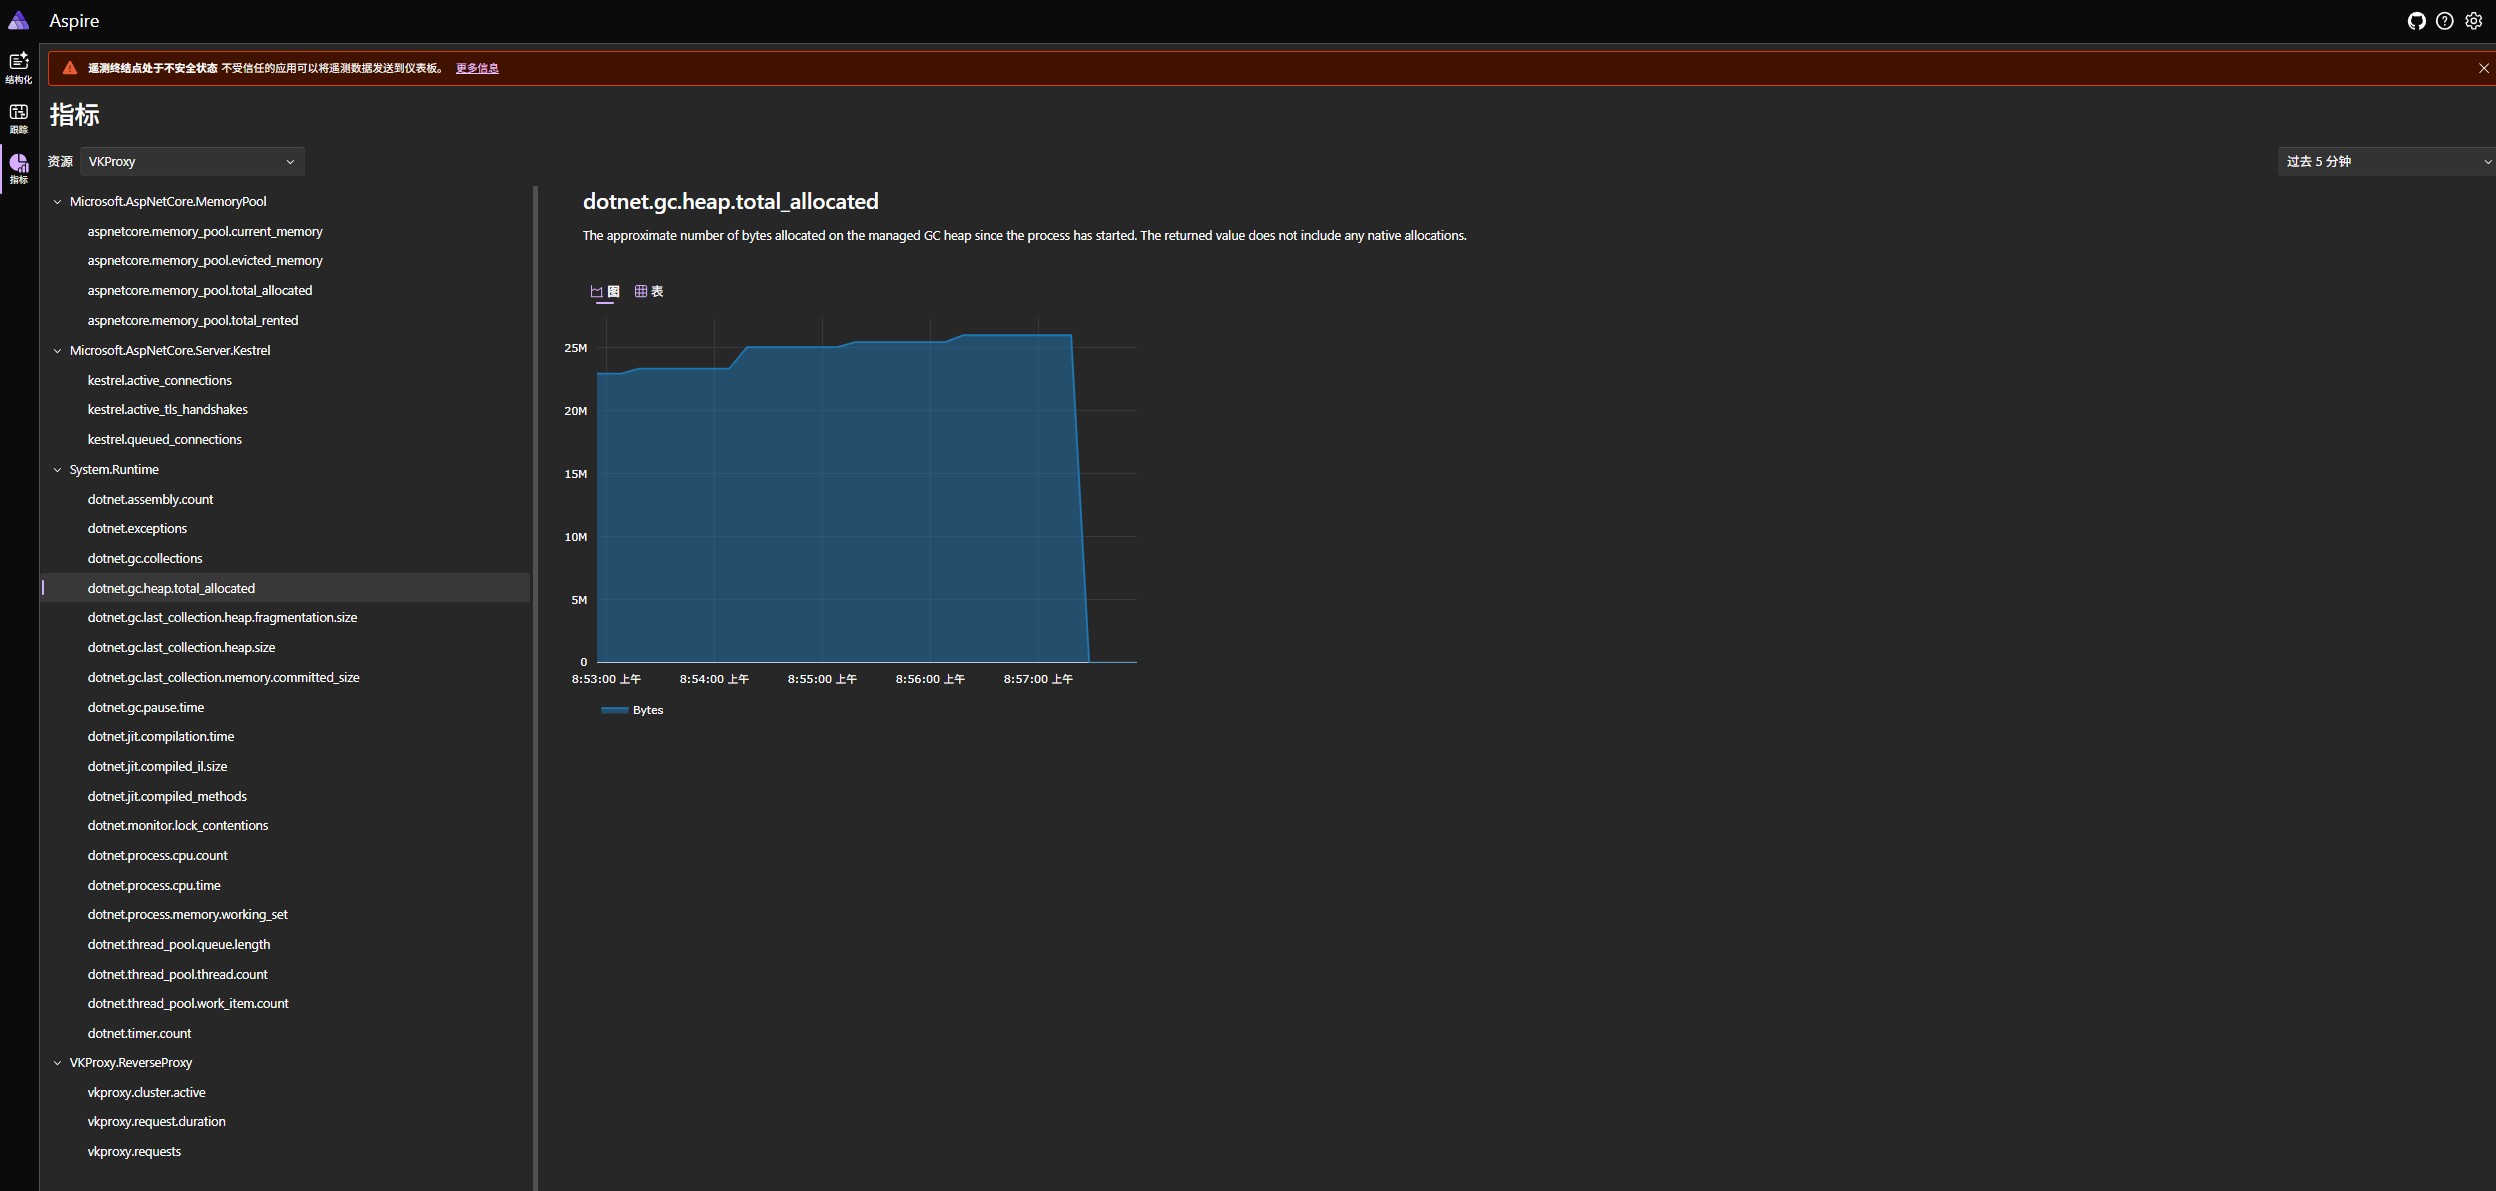 Aspire
结构化
跟踪
指标
遥测终结点处于不安全状态 不受信任的应用可以将遥测数据发送到仪表板。 更多信息
指标
资源 VKProxy
过去 5 分钟
Microsoft.AspNetCore.MemoryPool
aspnetcore.memory_pool.current_memory
aspnetcore.memory_pool.evicted_memory
aspnetcore.memory_pool.total_allocated
aspnetcore.memory_pool.total_rented
Microsoft.AspNetCore.Server.Kestrel
kestrel.active_connections
kestrel.active_tls_handshakes
kestrel.queued_connections
System.Runtime
dotnet.assembly.count
dotnet.exceptions
dotnet.gc.collections
dotnet.gc.heap.total_allocated
dotnet.gc.last_collection.heap.fragmentation.size
dotnet.gc.last_collection.heap.size
dotnet.gc.last_collection.memory.committed_size
dotnet.gc.pause.time
dotnet.jit.compilation.time
dotnet.jit.compiled_il.size
dotnet.jit.compiled_methods
dotnet.monitor.lock_contentions
dotnet.process.cpu.count
dotnet.process.cpu.time
dotnet.process.memory.working_set
dotnet.thread_pool.queue.length
dotnet.thread_pool.thread.count
dotnet.thread_pool.work_item.count
dotnet.timer.count
VKProxy.ReverseProxy
vkproxy.cluster.active
vkproxy.request.duration
vkproxy.requests
dotnet.gc.heap.total_allocated
The approximate number of bytes allocated on the managed GC heap since the process has started. The returned value does not include any native allocations.
图 表
25M
20M
15M
10M
5M
0
8:53:00 上午 8:54:00 上午 8:55:00 上午 8:56:00 上午 8:57:00 上午
Bytes